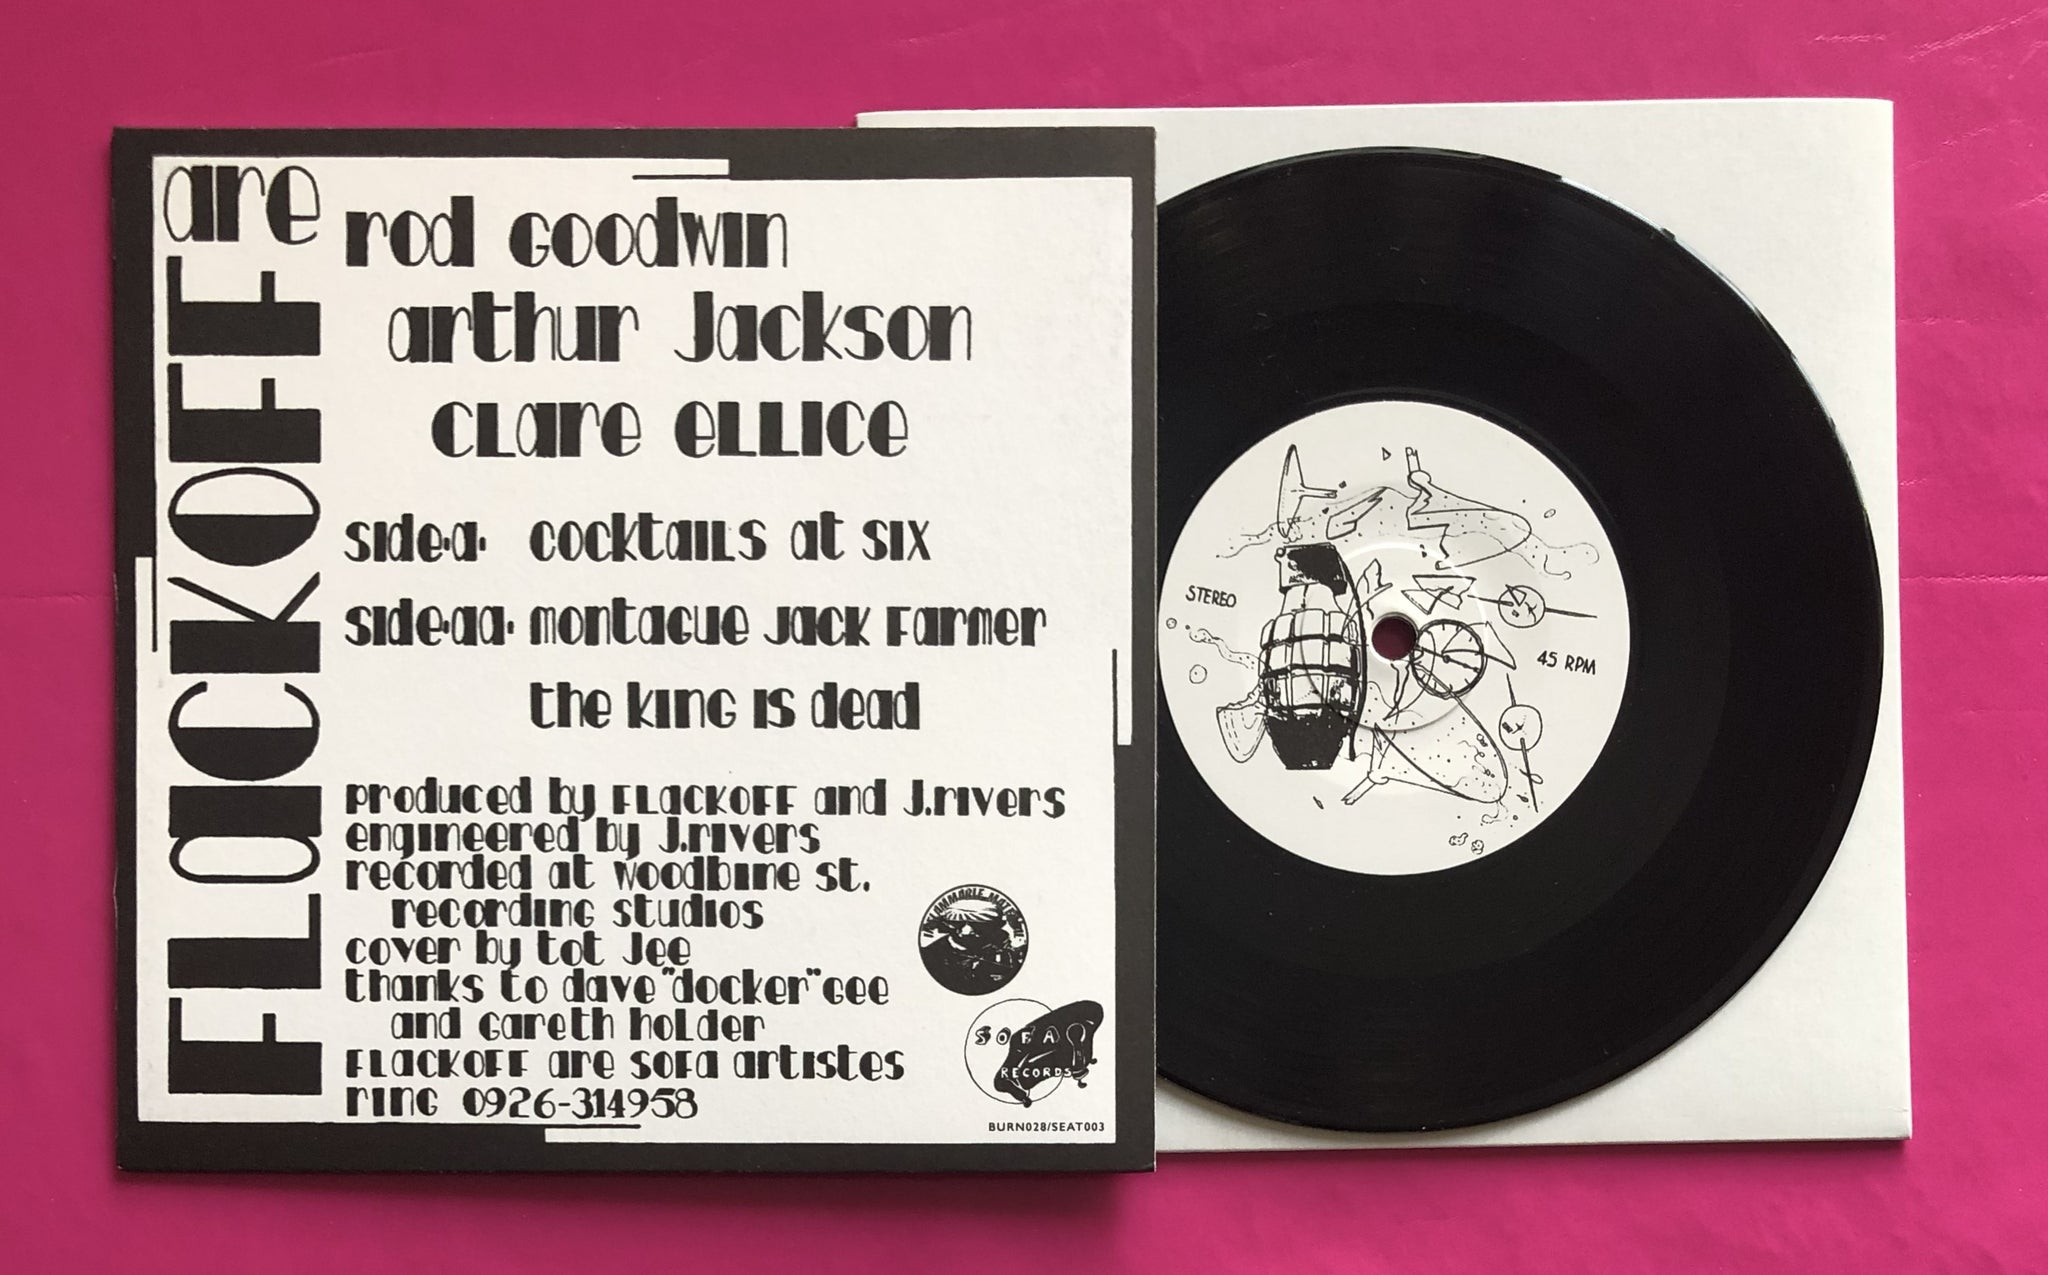 FLACKOFF are
rod goodwin
arthur Jackson
clare ellice
side·a· cocktails at six
side·aa· montague Jack Farmer
the king is dead
produced by FLACKOFF and J.rivers
engineered by J.rivers
recorded at woodbine st.
recording studios
cover by tot Jee
thanks to dave "docker" Gee
and Gareth holder
FLACKOFF are sofa artistes
ring 0926-314958
SOFA
RECORDS
BURN028/SEAT003
STEREO
45 RPM